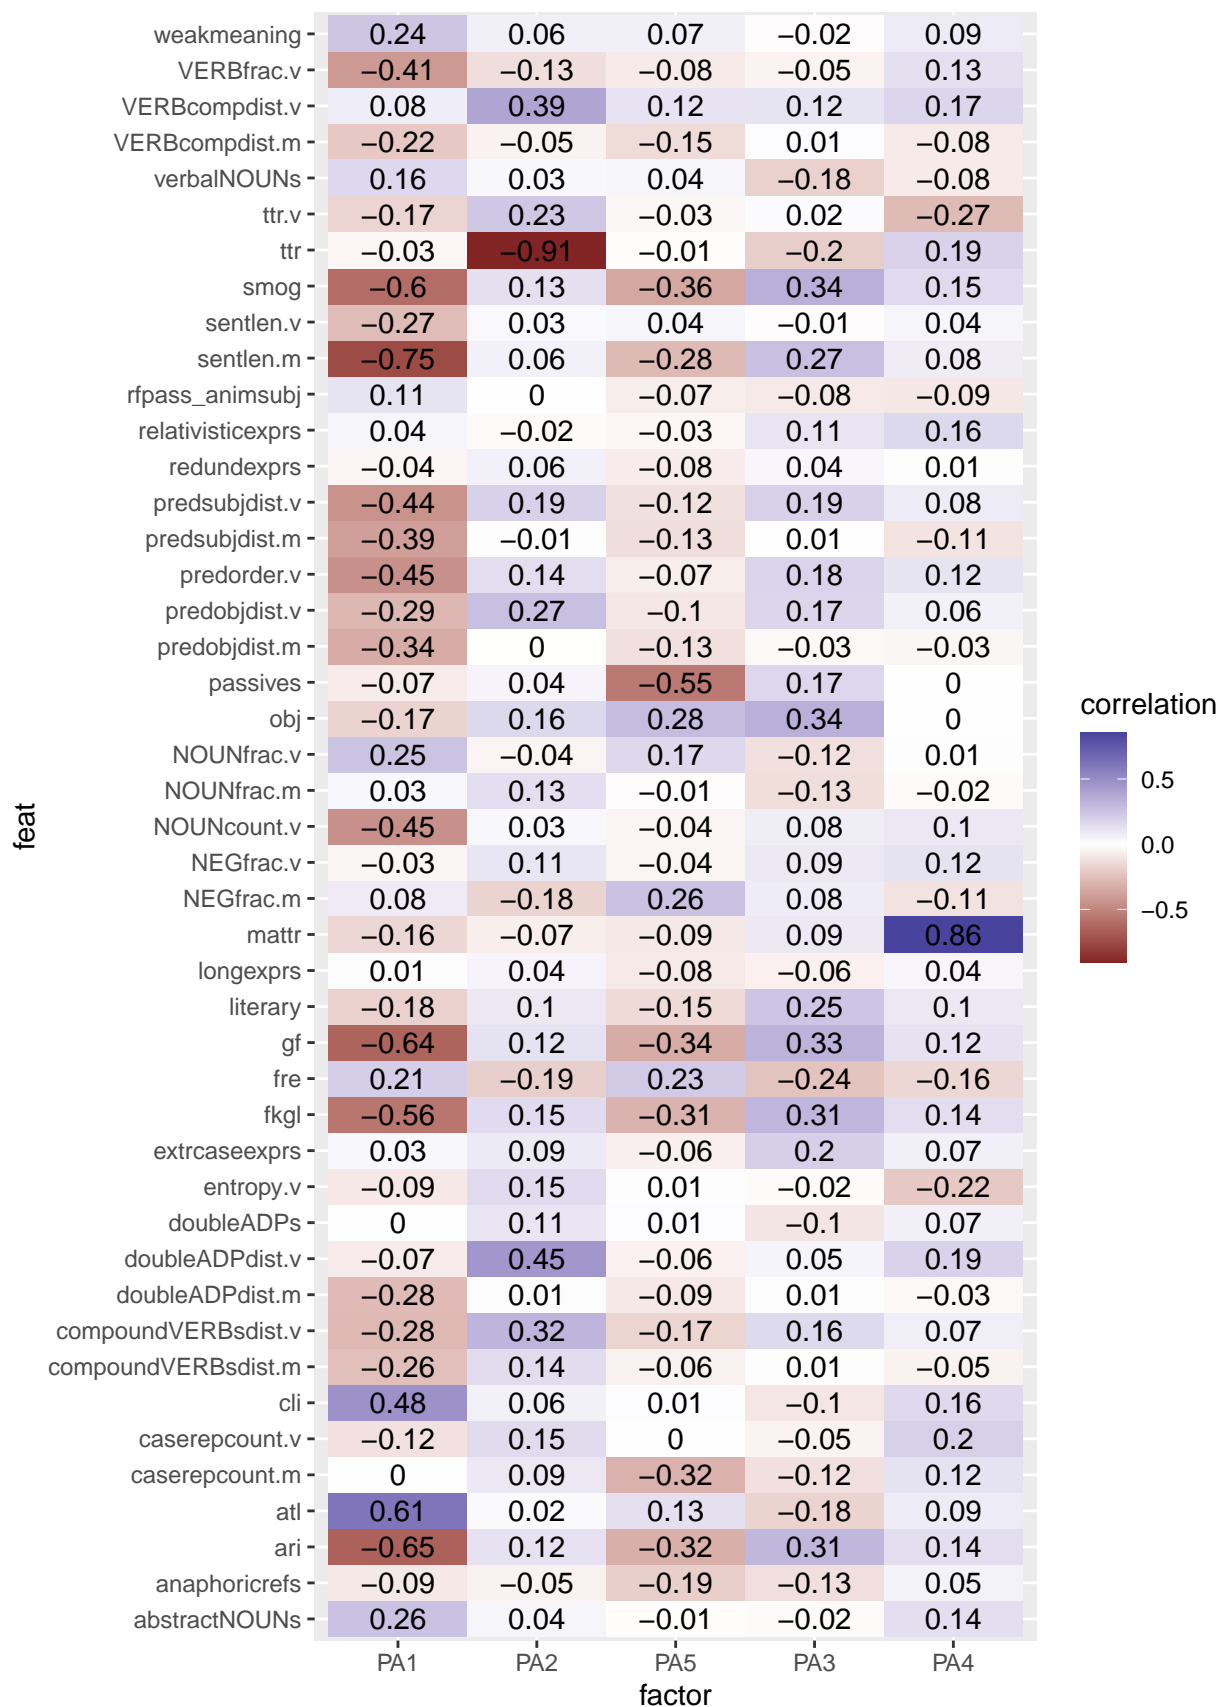 weakmeaning 0.24 0.06 0.07 −0.02 0.09
VERBfrac.v −0.41 −0.13 −0.08 −0.05 0.13
VERBcompdist.v 0.08 0.39 0.12 0.12 0.17
VERBcompdist.m −0.22 −0.05 −0.15 0.01 −0.08
verbalNOUNs 0.16 0.03 0.04 −0.18 −0.08
ttr.v −0.17 0.23 −0.03 0.02 −0.27
ttr −0.03 −0.91 −0.01 −0.2 0.19
smog −0.6 0.13 −0.36 0.34 0.15
sentlen.v −0.27 0.03 0.04 −0.01 0.04
sentlen.m −0.75 0.06 −0.28 0.27 0.08
rfpass_animsubj 0.11 0 −0.07 −0.08 −0.09
relativisticexprs 0.04 −0.02 −0.03 0.11 0.16
redundexprs −0.04 0.06 −0.08 0.04 0.01
predsubjdist.v −0.44 0.19 −0.12 0.19 0.08
predsubjdist.m −0.39 −0.01 −0.13 0.01 −0.11
predorder.v −0.45 0.14 −0.07 0.18 0.12
predobjdist.v −0.29 0.27 −0.1 0.17 0.06
predobjdist.m −0.34 0 −0.13 −0.03 −0.03
passives −0.07 0.04 −0.55 0.17 0
obj −0.17 0.16 0.28 0.34 0
NOUNfrac.v 0.25 −0.04 0.17 −0.12 0.01
NOUNfrac.m 0.03 0.13 −0.01 −0.13 −0.02
NOUNcount.v −0.45 0.03 −0.04 0.08 0.1
NEGfrac.v −0.03 0.11 −0.04 0.09 0.12
NEGfrac.m 0.08 −0.18 0.26 0.08 −0.11
mattr −0.16 −0.07 −0.09 0.09 0.86
longexprs 0.01 0.04 −0.08 −0.06 0.04
literary −0.18 0.1 −0.15 0.25 0.1
gf −0.64 0.12 −0.34 0.33 0.12
fre 0.21 −0.19 0.23 −0.24 −0.16
fkgl −0.56 0.15 −0.31 0.31 0.14
extrcaseexprs 0.03 0.09 −0.06 0.2 0.07
entropy.v −0.09 0.15 0.01 −0.02 −0.22
doubleADPs 0 0.11 0.01 −0.1 0.07
doubleADPdist.v −0.07 0.45 −0.06 0.05 0.19
doubleADPdist.m −0.28 0.01 −0.09 0.01 −0.03
compoundVERBsdist.v −0.28 0.32 −0.17 0.16 0.07
compoundVERBsdist.m −0.26 0.14 −0.06 0.01 −0.05
cli 0.48 0.06 0.01 −0.1 0.16
caserepcount.v −0.12 0.15 0 −0.05 0.2
caserepcount.m 0 0.09 −0.32 −0.12 0.12
atl 0.61 0.02 0.13 −0.18 0.09
ari −0.65 0.12 −0.32 0.31 0.14
anaphoricrefs −0.09 −0.05 −0.19 −0.13 0.05
abstractNOUNs 0.26 0.04 −0.01 −0.02 0.14
PA1 PA2 PA5 PA3 PA4
factor
feat
correlation
0.5
0.0
−0.5